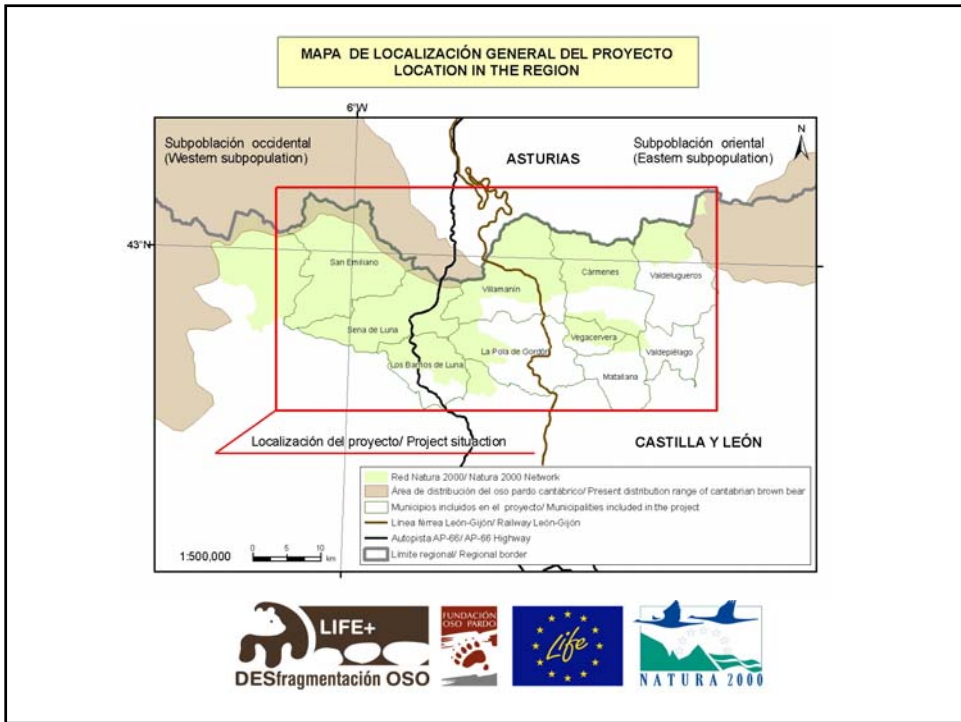 MAPA DE LOCALIZACIÓN GENERAL DEL PROYECTO
LOCATION IN THE REGION
6°W
Subpoblación occidental
(Western subpopulation)
ASTURIAS
Subpoblación oriental
(Eastern subpopulation)
N
43°N
San Emiliano
Cármenes
Valdelugueros
Villamanín
Sena de Luna
Vegacervera
La Pola de Gordón
Valdepiélago
Los Barrios de Luna
Matallana
Localización del proyecto/ Project situaction
CASTILLA Y LEÓN
Red Natura 2000/ Natura 2000 Network
Área de distribución del oso pardo cantábrico/ Present distribution range of cantabrian brown bear
Municipios incluidos en el proyecto/ Municipalities included in the project
Línea férrea León-Gijón/ Railway León-Gijón
Autopista AP-66/ AP-66 Highway
Límite regional/ Regional border
1:500,000
0 5 10
km
LIFE+
DESfragmentación OSO
FUNDACIÓN
OSO PARDO
Life
NATURA 2000